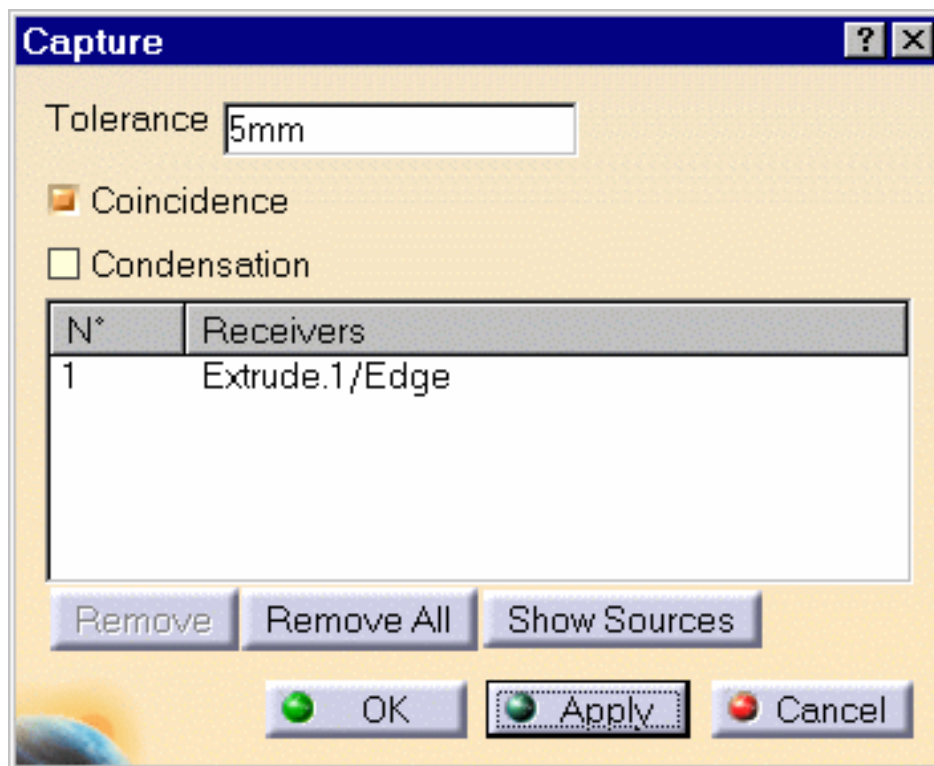 Capture ? ×
Tolerance 5mm
Coincidence
Condensation
N° Receivers
1 Extrude.1/Edge
Remove Remove All Show Sources
OK Apply Cancel